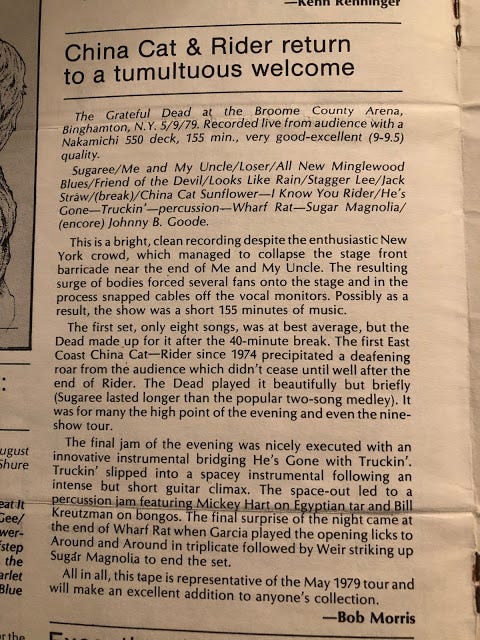 —Kenn Renninger
China Cat & Rider return
to a tumultuous welcome
The Grateful Dead at the Broome County Arena,
Binghamton, N.Y. 5/9/79. Recorded live from audience with a
Nakamichi 550 deck, 155 min., very good-excellent (9-9.5)
quality.
Sugaree/Me and My Uncle/Loser/All New Minglewood
Blues/Friend of the Devil/Looks Like Rain/Stagger Lee/Jack
Straw/(break)/China Cat Sunflower—I Know You Rider/He's
Gone—Truckin'—percussion—Wharf Rat—Sugar Magnolia/
(encore) Johnny B. Goode.
This is a bright, clean recording despite the enthusiastic New
York crowd, which managed to collapse the stage front
barricade near the end of Me and My Uncle. The resulting
surge of bodies forced several fans onto the stage and in the
process snapped cables off the vocal monitors. Possibly as a
result, the show was a short 155 minutes of music.
The first set, only eight songs, was at best average, but the
Dead made up for it after the 40-minute break. The first East
Coast China Cat—Rider since 1974 precipitated a deafening
roar from the audience which didn't cease until well after the
end of Rider. The Dead played it beautifully but briefly
(Sugaree lasted longer than the popular two-song medley). It
was for many the high point of the evening and even the nine-
show tour.
The final jam of the evening was nicely executed with an
innovative instrumental bridging He's Gone with Truckin'.
Truckin' slipped into a spacey instrumental following an
intense but short guitar climax. The space-out led to a
percussion jam featuring Mickey Hart on Egyptian tar and Bill
Kreutzman on bongos. The final surprise of the night came at
the end of Wharf Rat when Garcia played the opening licks to
Around and Around in triplicate followed by Weir striking up
Sugar Magnolia to end the set.
All in all, this tape is representative of the May 1979 tour and
will make an excellent addition to anyone's collection.
—Bob Morris
:
ugust
Shure
eat It
Gee/
wer-
fstep
the
arlet
Blue
or the